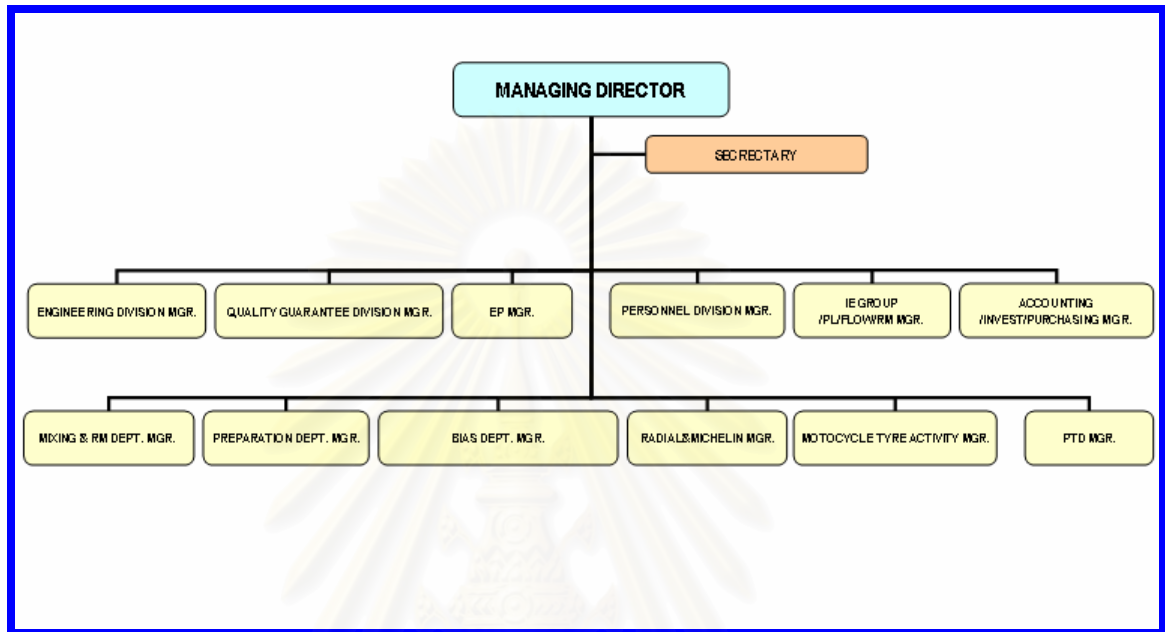 MANAGING DIRECTOR
SECRECTARY
ENGINEERING DIVISION MGR.
QUALITY GUARANTEE DIVISION MGR.
EP MGR.
PERSONNEL DIVISION MGR.
IE GROUP
/PL/FLOW/RM MGR.
ACCOUNTING
/INVEST/PURCHASING MGR.
MIXING & RM DEPT. MGR.
PREPARATION DEPT. MGR.
BIAS DEPT. MGR.
RADIAL&MICHELIN MGR.
MOTOCYCLE TYRE ACTIVITY MGR.
PTD MGR.